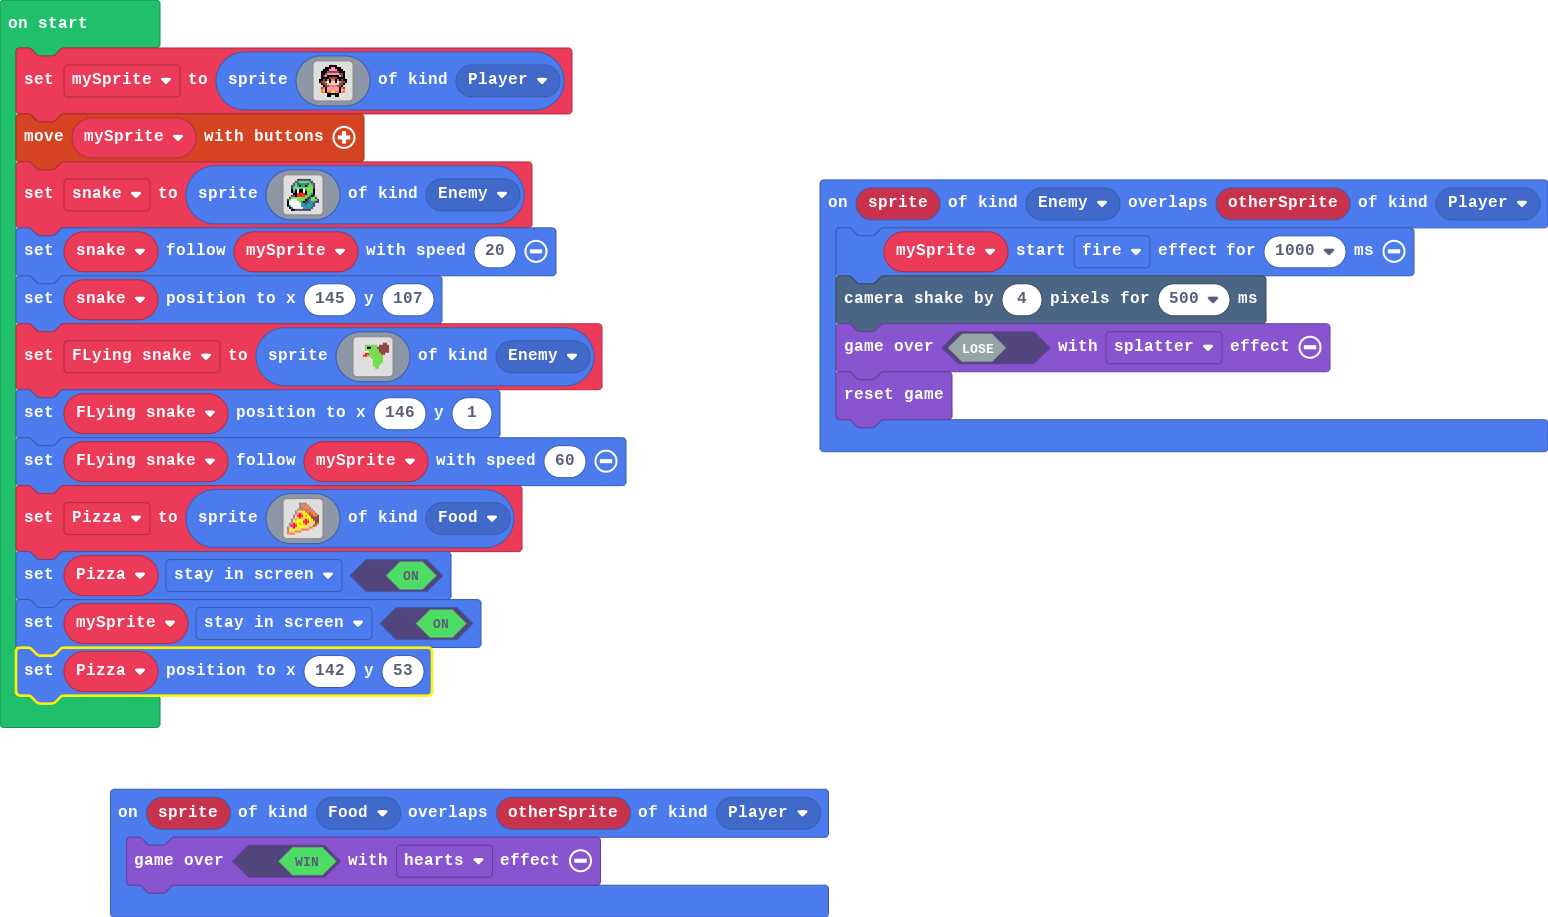 on start
set mySprite to sprite of kind Player
move mySprite with buttons
set snake to sprite of kind Enemy
set snake follow mySprite with speed 20
set snake position to x 145 y 107
set FLying snake to sprite of kind Enemy
set FLying snake position to x 146 y 1
set FLying snake follow mySprite with speed 60
set Pizza to sprite of kind Food
set Pizza stay in screen ON
set mySprite stay in screen ON
set Pizza position to x 142 y 53
on sprite of kind Enemy overlaps otherSprite of kind Player
mySprite start fire effect for 1000 ms
camera shake by 4 pixels for 500 ms
game over LOSE with splatter effect
reset game
on sprite of kind Food overlaps otherSprite of kind Player
game over WIN with hearts effect